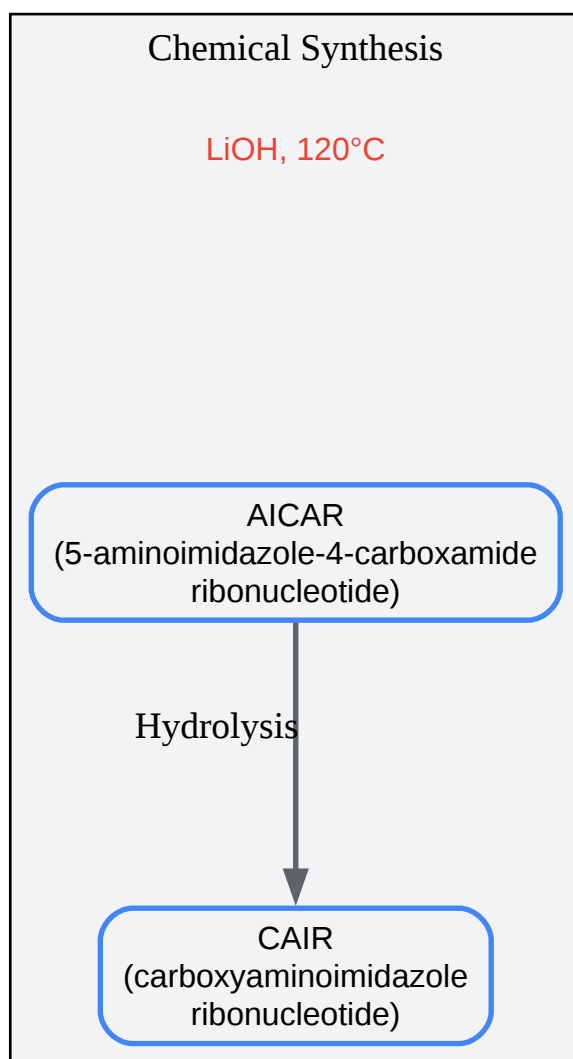 Chemical Synthesis
LiOH, 120°C
AICAR
(5-aminoimidazole-4-carboxamide
ribonucleotide)
Hydrolysis
CAIR
(carboxyaminoimidazole
ribonucleotide)